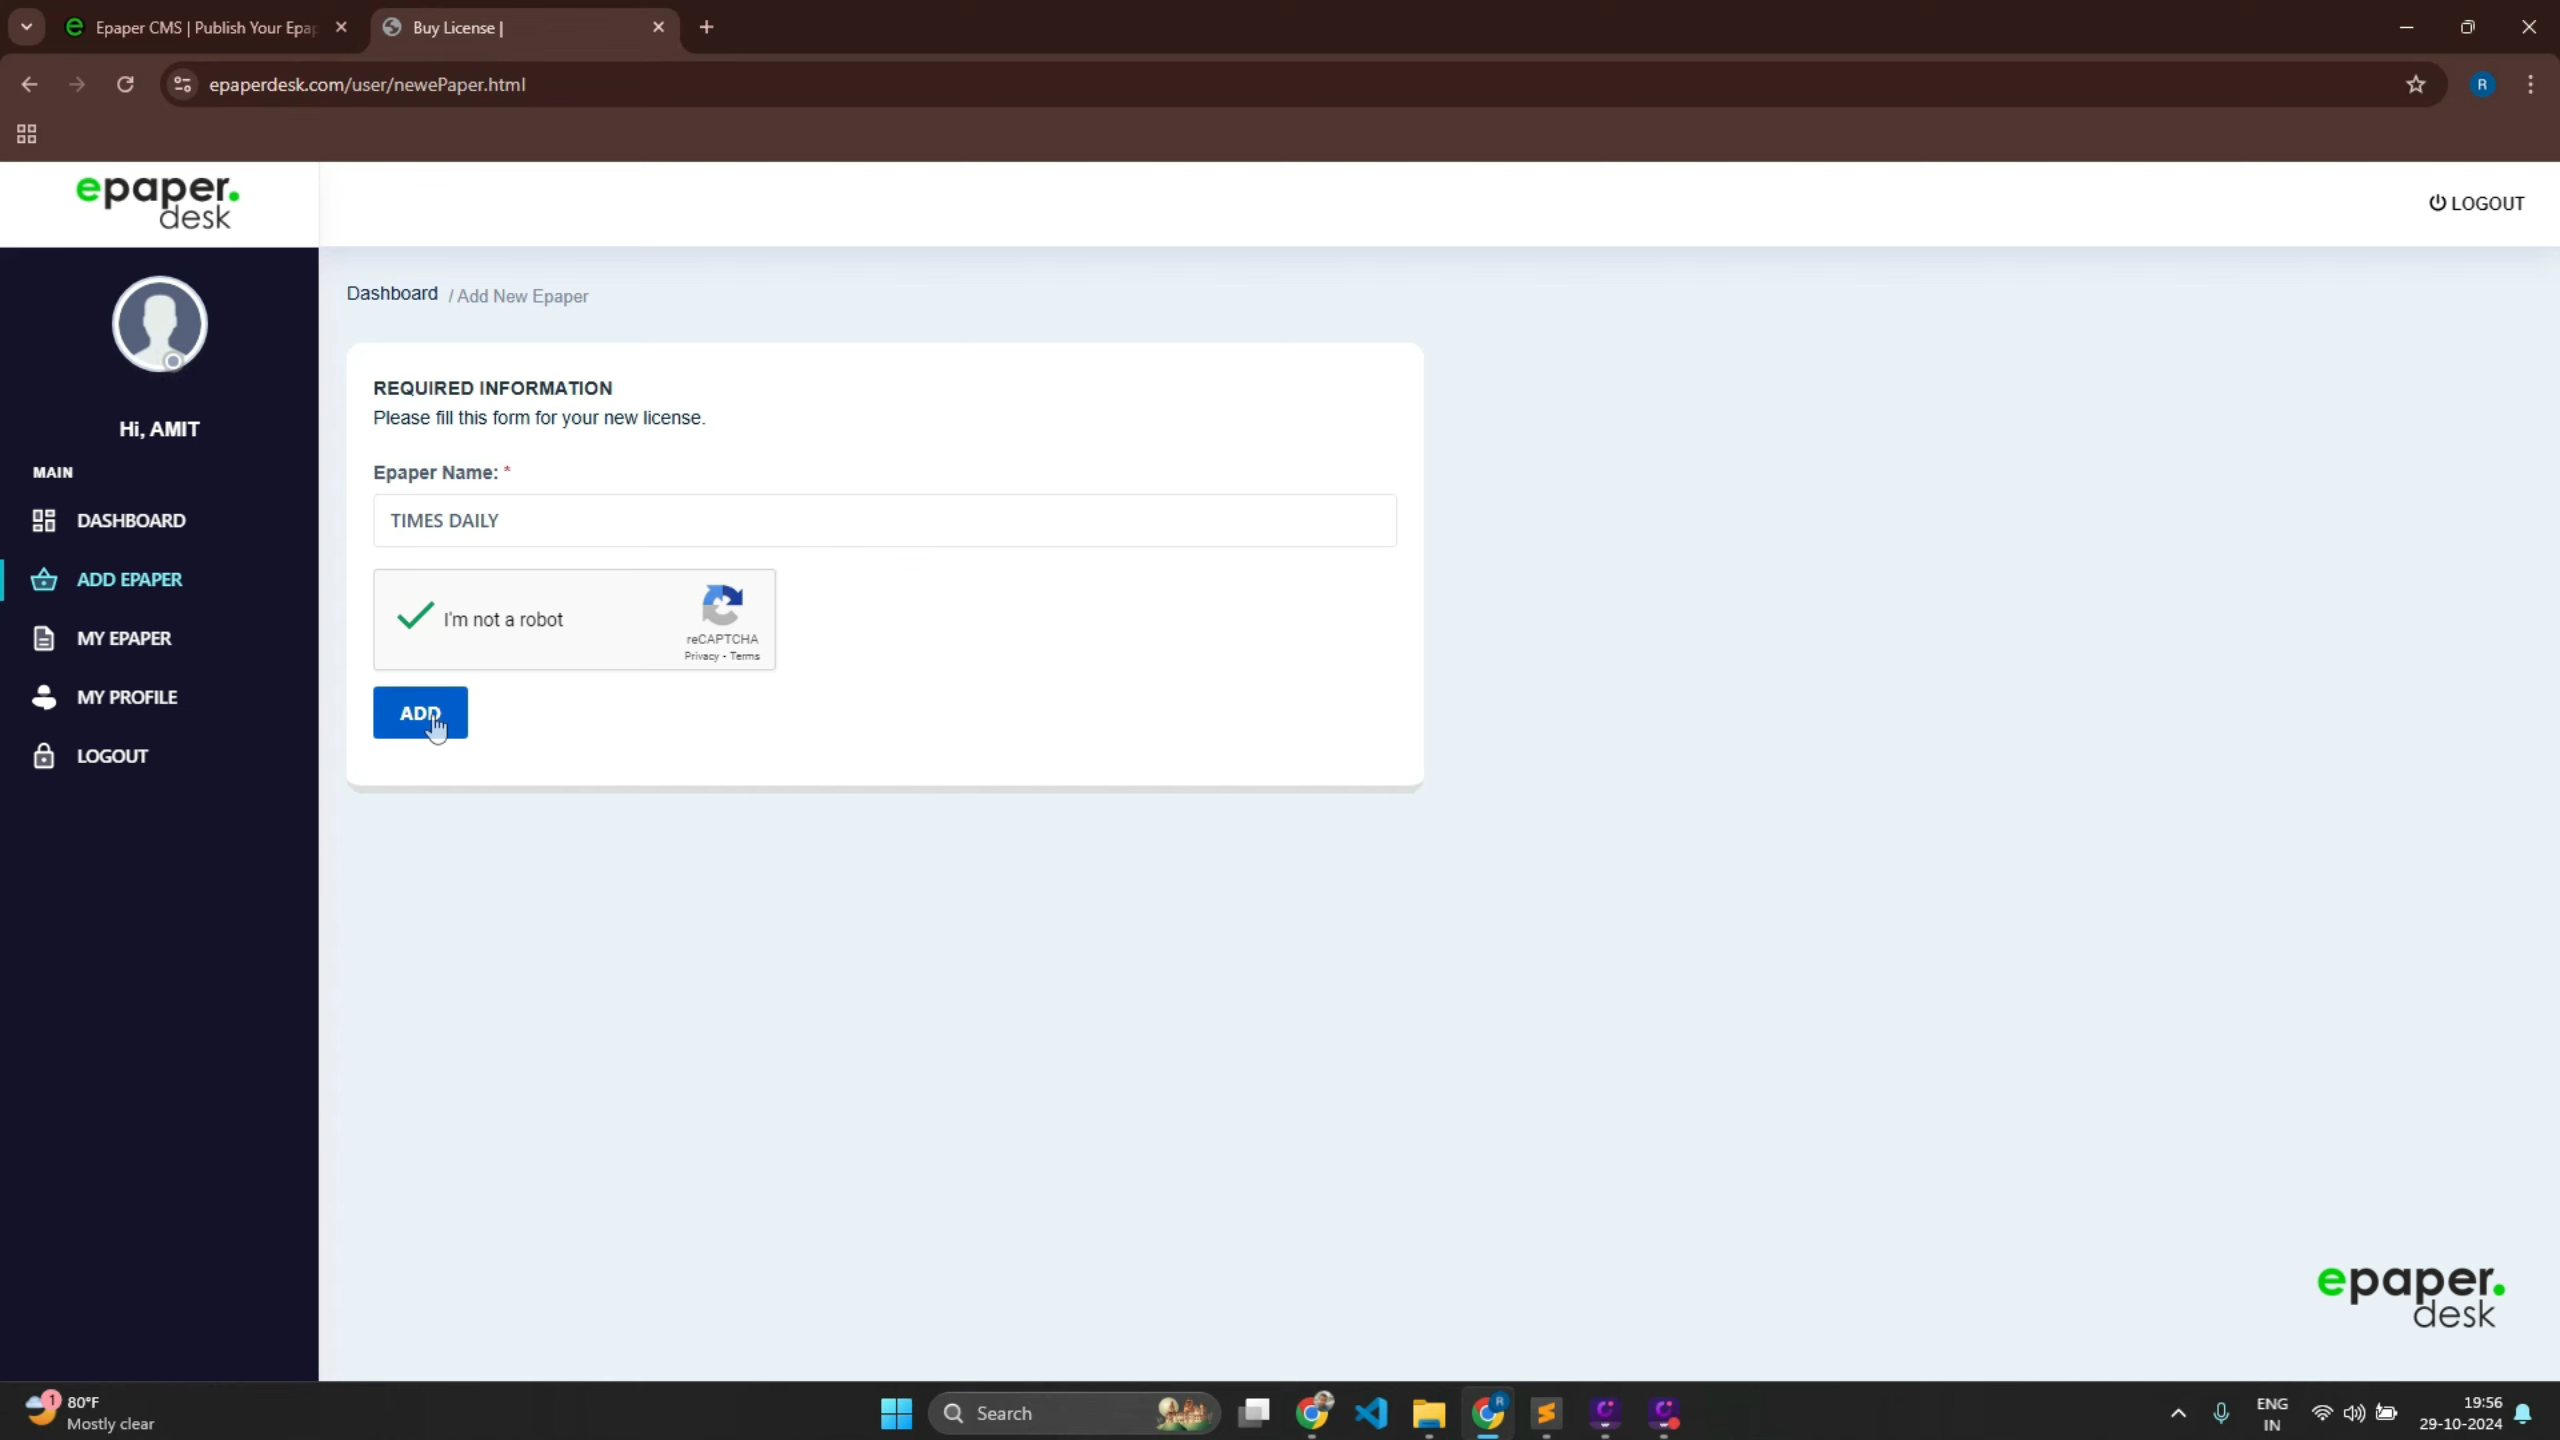 Epaper CMS | Publish Your Epap
Buy License |
epaperdesk.com/user/newePaper.html
R
epaper.
desk
LOGOUT
Hi, AMIT
MAIN
DASHBOARD
ADD EPAPER
MY EPAPER
MY PROFILE
LOGOUT
Dashboard / Add New Epaper
REQUIRED INFORMATION
Please fill this form for your new license.
Epaper Name: *
TIMES DAILY
I'm not a robot
reCAPTCHA
Privacy - Terms
ADD
epaper.
desk
1
80°F
Mostly clear
Search
R
ENG
IN
19:56
29-10-2024